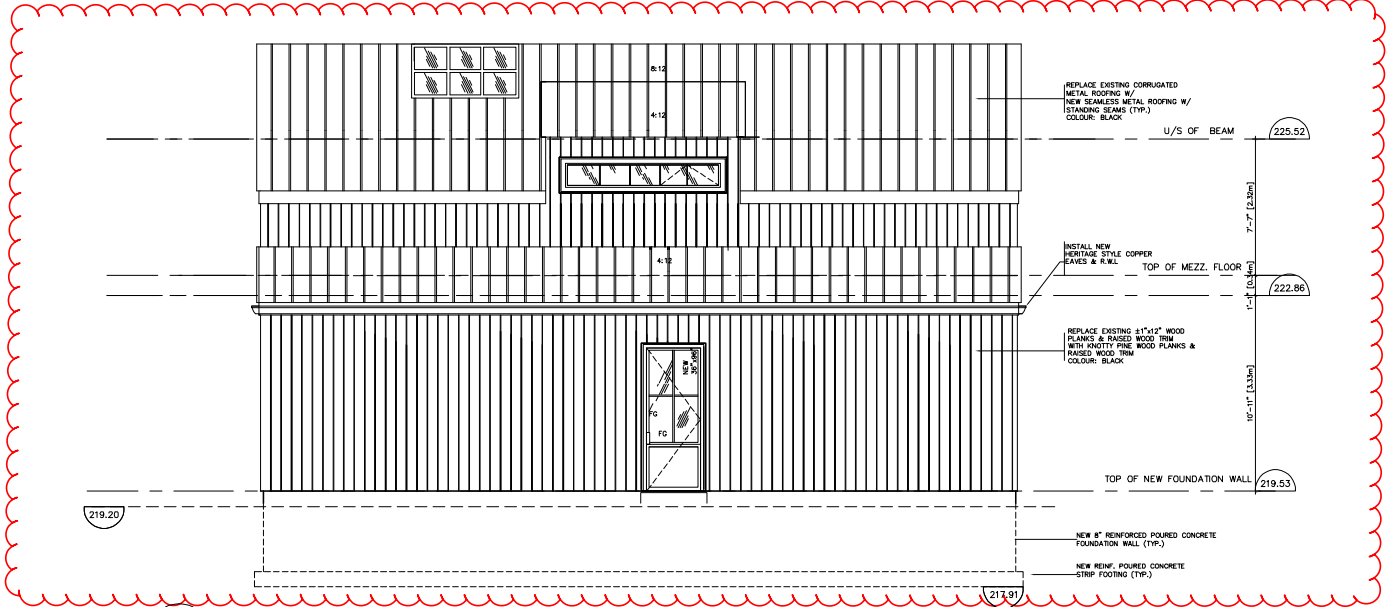 8:12
REPLACE EXISTING CORRUGATED
METAL ROOFING W/
NEW SEAMLESS METAL ROOFING W/
STANDING SEAMS (TYP.)
COLOUR: BLACK
4:12
U/S OF BEAM
225.52
7'-7" [2.32m]
INSTALL NEW
HERITAGE STYLE COPPER
EAVES & R.W.L
4:12
TOP OF MEZZ. FLOOR
1'-1" [0.34m]
222.86
REPLACE EXISTING ±1"x12" WOOD
PLANKS & RAISED WOOD TRIM
WITH KNOTTY PINE WOOD PLANKS &
RAISED WOOD TRIM
COLOUR: BLACK
NEW
36"x96"
FG
FG
10'-11" [3.33m]
TOP OF NEW FOUNDATION WALL
219.53
219.20
NEW 8" REINFORCED POURED CONCRETE
FOUNDATION WALL (TYP.)
NEW REINF. POURED CONCRETE
STRIP FOOTING (TYP.)
217.91